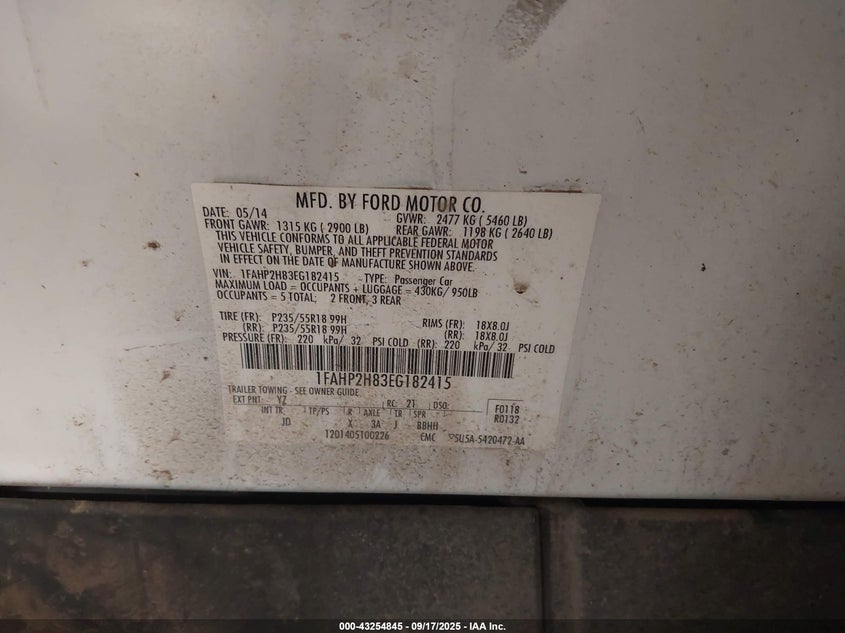 MFD. BY FORD MOTOR CO.
DATE: 05/14 GVWR: 2477 KG ( 5460 LB)
FRONT GAWR: 1315 KG ( 2900 LB) REAR GAWR: 1198 KG ( 2640 LB)
THIS VEHICLE CONFORMS TO ALL APPLICABLE FEDERAL MOTOR
VEHICLE SAFETY, BUMPER, AND THEFT PREVENTION STANDARDS
IN EFFECT ON THE DATE OF MANUFACTURE SHOWN ABOVE.
VIN: 1FAHP2H83EG182415 TYPE: Passenger Car
MAXIMUM LOAD = OCCUPANTS + LUGGAGE = 430KG/ 950LB
OCCUPANTS = 5 TOTAL; 2 FRONT, 3 REAR
TIRE (FR): P235/55R18 99H RIMS (FR): 18X8.0J
(RR): P235/55R18 99H (RR): 18X8.0J
PRESSURE (FR): 220 kPa/ 32 PSI COLD (RR): 220 kPa/ 32 PSI COLD
1FAHP2H83EG182415
TRAILER TOWING - SEE OWNER GUIDE
EXT PNT: YZ RC: 21 DSO: F0118
INT TR TP/PS R AXLE TR SPR R0132
JD X 3A J BBHH
1201405100226 CMC 5U5A-5420472-AA
000-43254845 - 09/17/2025 - IAA Inc.